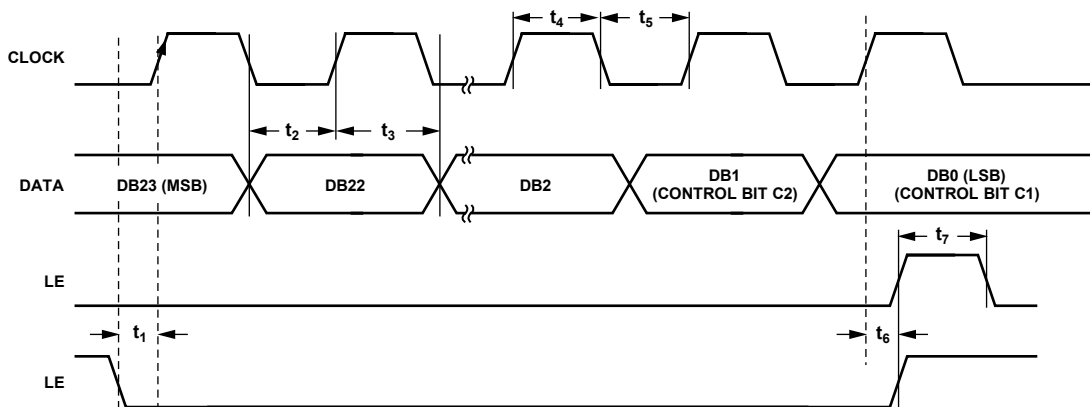 t4
t5
CLOCK
t2
t3
DATA
DB23 (MSB)
DB22
DB2
DB1
(CONTROL BIT C2)
DB0 (LSB)
(CONTROL BIT C1)
t7
LE
t1
t6
LE